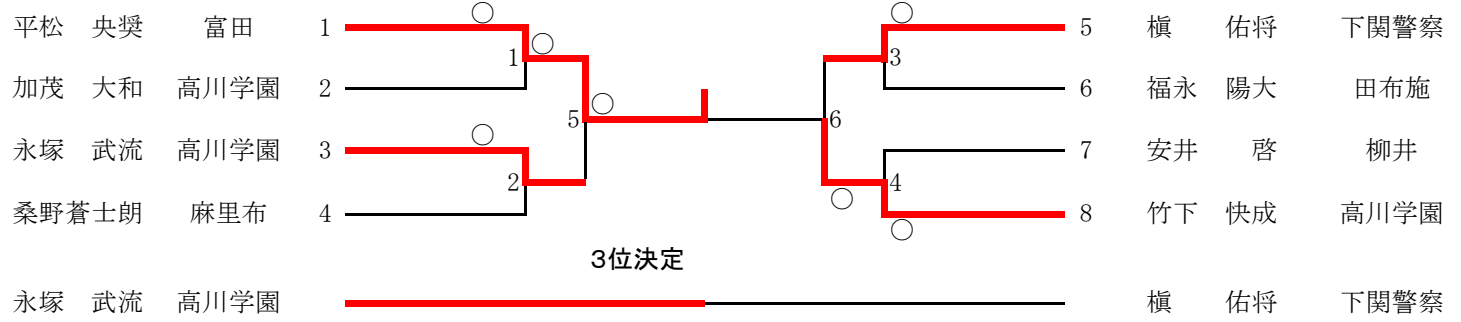 平松 央奨 富田 1 ○ ○ 5 槇 佑将 下関警察
1 ○ 3
加茂 大和 高川学園 2 6 福永 陽大 田布施
5 ○ 6
永塚 武流 高川学園 3 ○ 7 安井 啓 柳井
2 4
桑野蒼士朗 麻里布 4 ○ ○ 8 竹下 快成 高川学園
3位決定
永塚 武流 高川学園 槇 佑将 下関警察